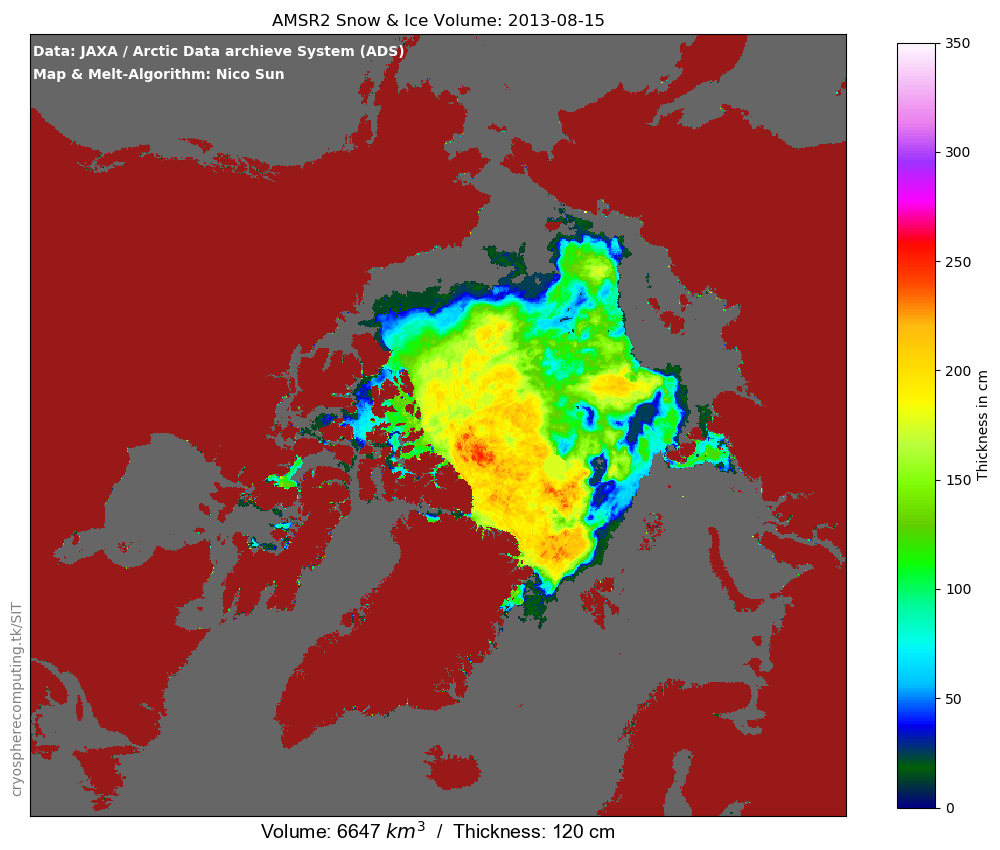 AMSR2 Snow & Ice Volume: 2013-08-15
Data: JAXA / Arctic Data archieve System (ADS)
Map & Melt-Algorithm: Nico Sun
350
300
250
200
150
100
50
0
Thickness in cm
cryospherecomputing.tk/SIT
Volume: 6647 km³ / Thickness: 120 cm